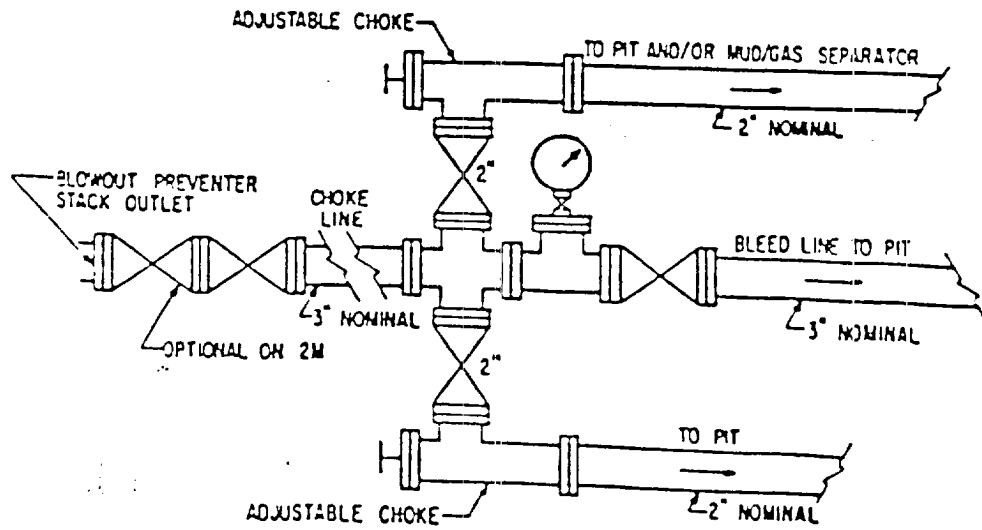 ADJUSTABLE CHOKE
TO PIT AND/OR MUD/GAS SEPARATOR
2" NOMINAL
2"
BLOWOUT PREVENTER
STACK OUTLET
CHOKE
LINE
BLEED LINE TO PIT
3" NOMINAL
3" NOMINAL
OPTIONAL ON 2M
2"
TO PIT
ADJUSTABLE CHOKE
2" NOMINAL